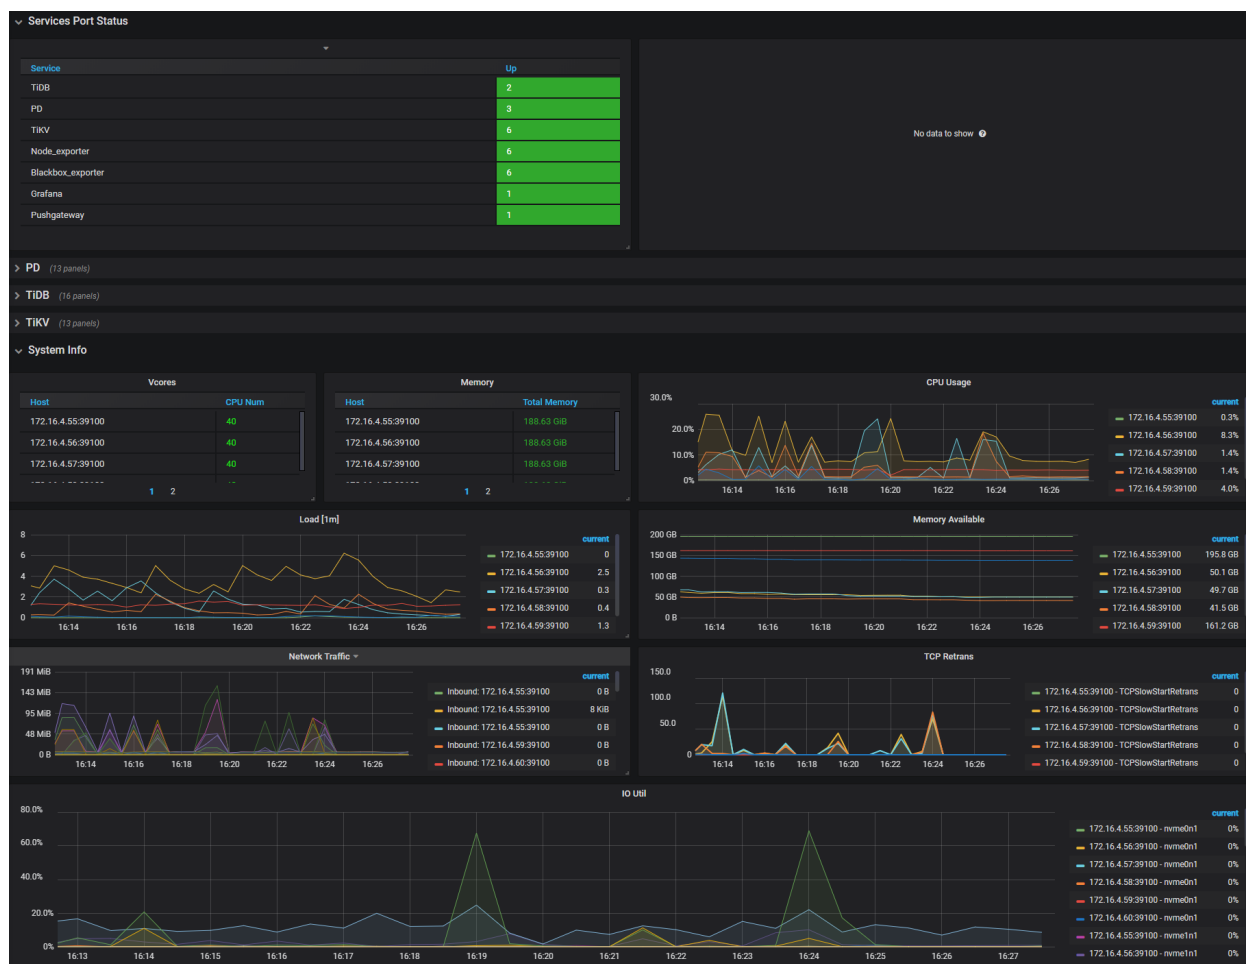 Services Port Status
Service Up
TiDB 2
PD 3
TiKV 6
Node_exporter 6
Blackbox_exporter 6
Grafana 1
Pushgateway 1
No data to show
PD (13 panels)
TiDB (16 panels)
TiKV (13 panels)
System Info
Vcores
Host CPU Num
172.16.4.55:39100 40
172.16.4.56:39100 40
172.16.4.57:39100 40
1 2
Memory
Host Total Memory
172.16.4.55:39100 188.63 GiB
172.16.4.56:39100 188.63 GiB
172.16.4.57:39100 188.63 GiB
1 2
CPU Usage
30.0%
20.0%
10.0%
0%
16:14 16:16 16:18 16:20 16:22 16:24 16:26
current
172.16.4.55:39100 0.3%
172.16.4.56:39100 8.3%
172.16.4.57:39100 1.4%
172.16.4.58:39100 1.4%
172.16.4.59:39100 4.0%
Load [1m]
8
6
4
2
0
16:14 16:16 16:18 16:20 16:22 16:24 16:26
current
172.16.4.55:39100 0
172.16.4.56:39100 2.5
172.16.4.57:39100 0.3
172.16.4.58:39100 0.4
172.16.4.59:39100 1.3
Memory Available
200 GB
150 GB
100 GB
50 GB
0 B
16:14 16:16 16:18 16:20 16:22 16:24 16:26
current
172.16.4.55:39100 195.8 GB
172.16.4.56:39100 50.1 GB
172.16.4.57:39100 49.7 GB
172.16.4.58:39100 41.5 GB
172.16.4.59:39100 161.2 GB
Network Traffic
191 MiB
143 MiB
95 MiB
48 MiB
0 B
16:14 16:16 16:18 16:20 16:22 16:24 16:26
current
Inbound: 172.16.4.55:39100 0 B
Inbound: 172.16.4.55:39100 8 KiB
Inbound: 172.16.4.55:39100 0 B
Inbound: 172.16.4.59:39100 0 B
Inbound: 172.16.4.60:39100 0 B
TCP Retrans
150.0
100.0
50.0
0
16:14 16:16 16:18 16:20 16:22 16:24 16:26
current
172.16.4.55:39100 - TCPSlowStartRetrans 0
172.16.4.56:39100 - TCPSlowStartRetrans 0
172.16.4.57:39100 - TCPSlowStartRetrans 0
172.16.4.58:39100 - TCPSlowStartRetrans 0
172.16.4.59:39100 - TCPSlowStartRetrans 0
IO Util
80.0%
60.0%
40.0%
20.0%
0%
16:13 16:14 16:15 16:16 16:17 16:18 16:19 16:20 16:21 16:22 16:23 16:24 16:25 16:26 16:27
current
172.16.4.55:39100 - nvme0n1 0%
172.16.4.56:39100 - nvme0n1 0%
172.16.4.57:39100 - nvme0n1 0%
172.16.4.58:39100 - nvme0n1 0%
172.16.4.59:39100 - nvme0n1 0%
172.16.4.60:39100 - nvme0n1 0%
172.16.4.55:39100 - nvme1n1 0%
172.16.4.56:39100 - nvme1n1 0%